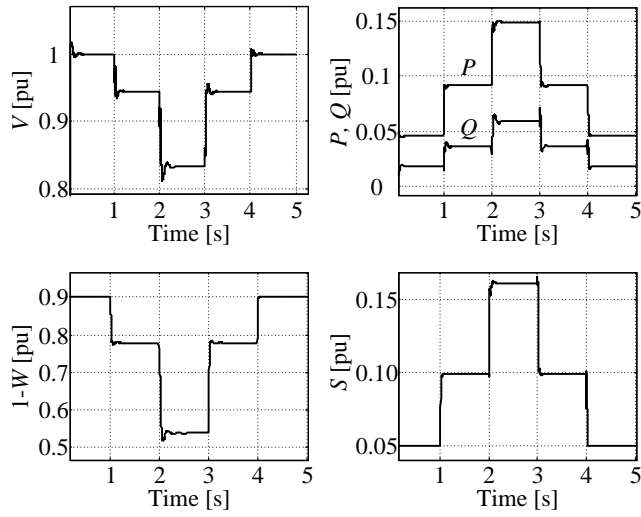 V [pu]
1
0.9
0.8
1 2 3 4 5
Time [s]
P, Q [pu]
0.15
0.1
0.05
0
P
Q
1 2 3 4 5
Time [s]
1-W [pu]
0.9
0.8
0.7
0.6
0.5
1 2 3 4 5
Time [s]
S [pu]
0.15
0.10
0.05
0 1 2 3 4 5
Time [s]